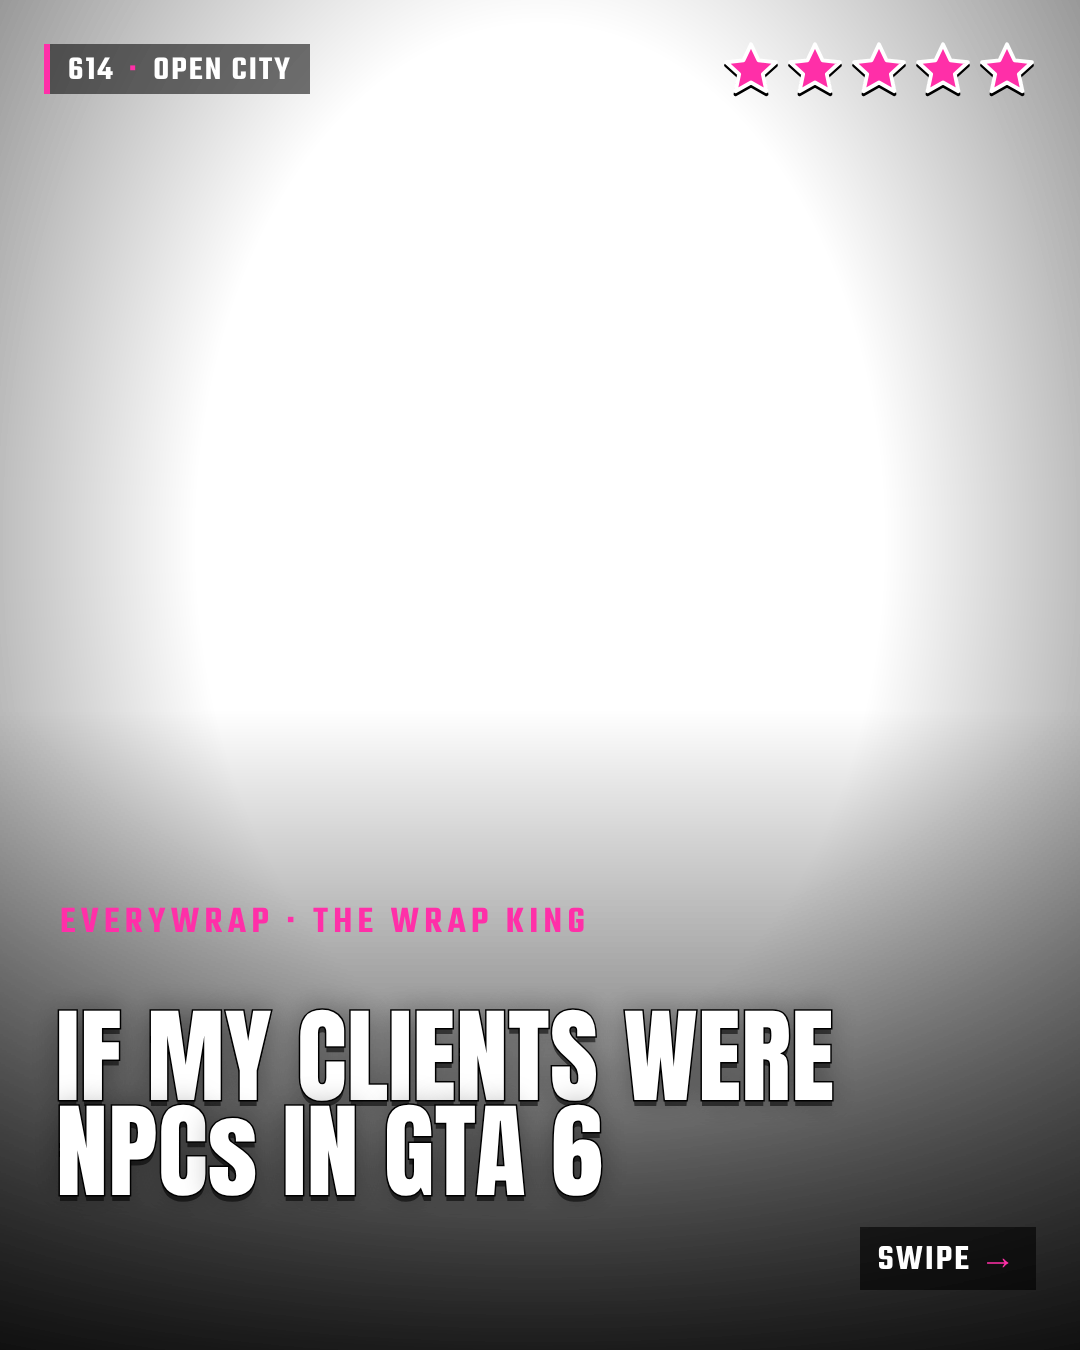 614 · OPEN CITY
EVERYWRAP · THE WRAP KING
IF MY CLIENTS WERE
NPCs IN GTA 6
SWIPE →